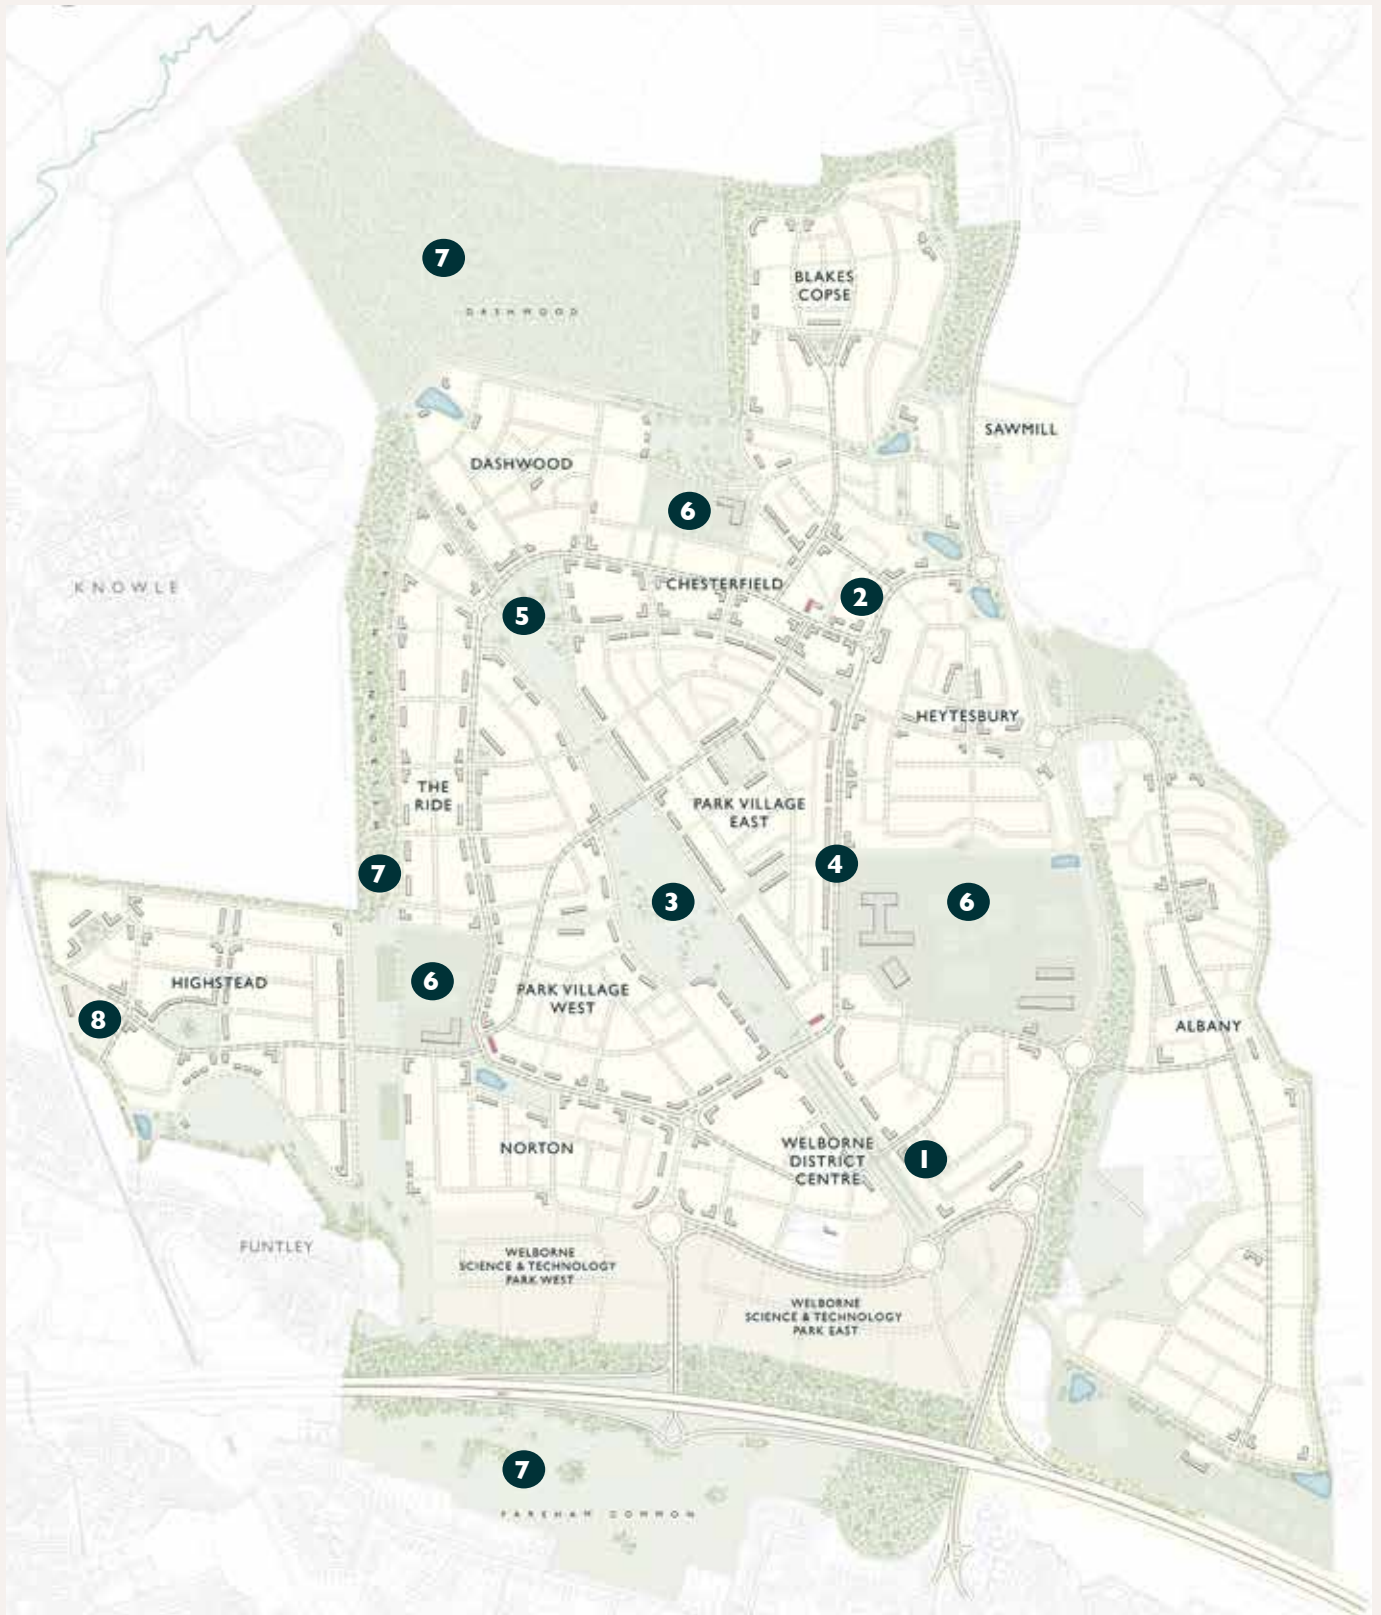 7
DASHWOOD
BLAKES
COPSE
SAWMILL
DASHWOOD
6
KNOWLE
CHESTERFIELD
2
5
HEYTESBURY
THE
RIDE
PARK VILLAGE
EAST
4
7
3
6
HIGHSTEAD
6
PARK VILLAGE
WEST
8
ALBANY
NORTON
WELBORNE
DISTRICT
CENTRE
1
FUNTLEY
WELBORNE
SCIENCE & TECHNOLOGY
PARK WEST
WELBORNE
SCIENCE & TECHNOLOGY
PARK EAST
7
FAREHAM COMMON